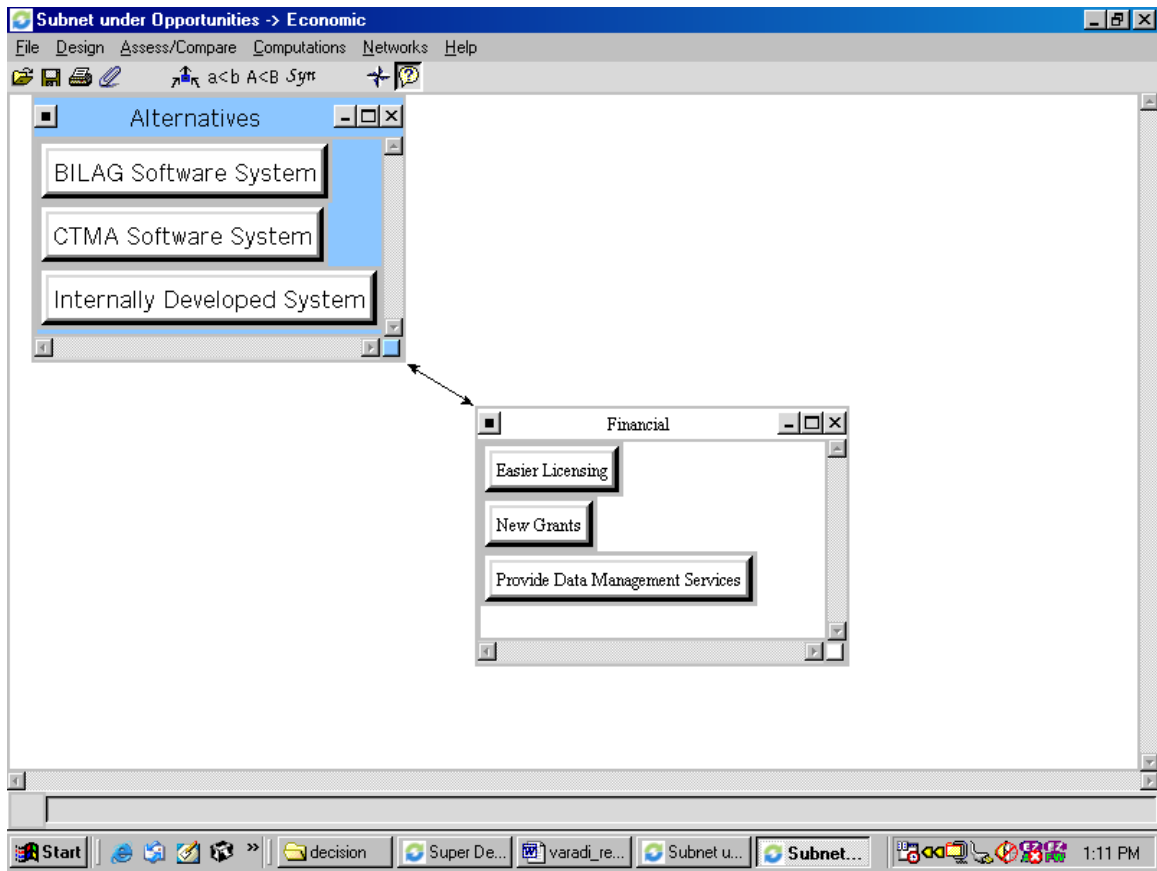 Subnet under Opportunities -> Economic
File Design Assess/Compare Computations Networks Help
a<b A<B Syn
Alternatives
BILAG Software System
CTMA Software System
Internally Developed System
Financial
Easier Licensing
New Grants
Provide Data Management Services
Start » decision Super De... varadi_re... Subnet u... Subnet... 1:11 PM